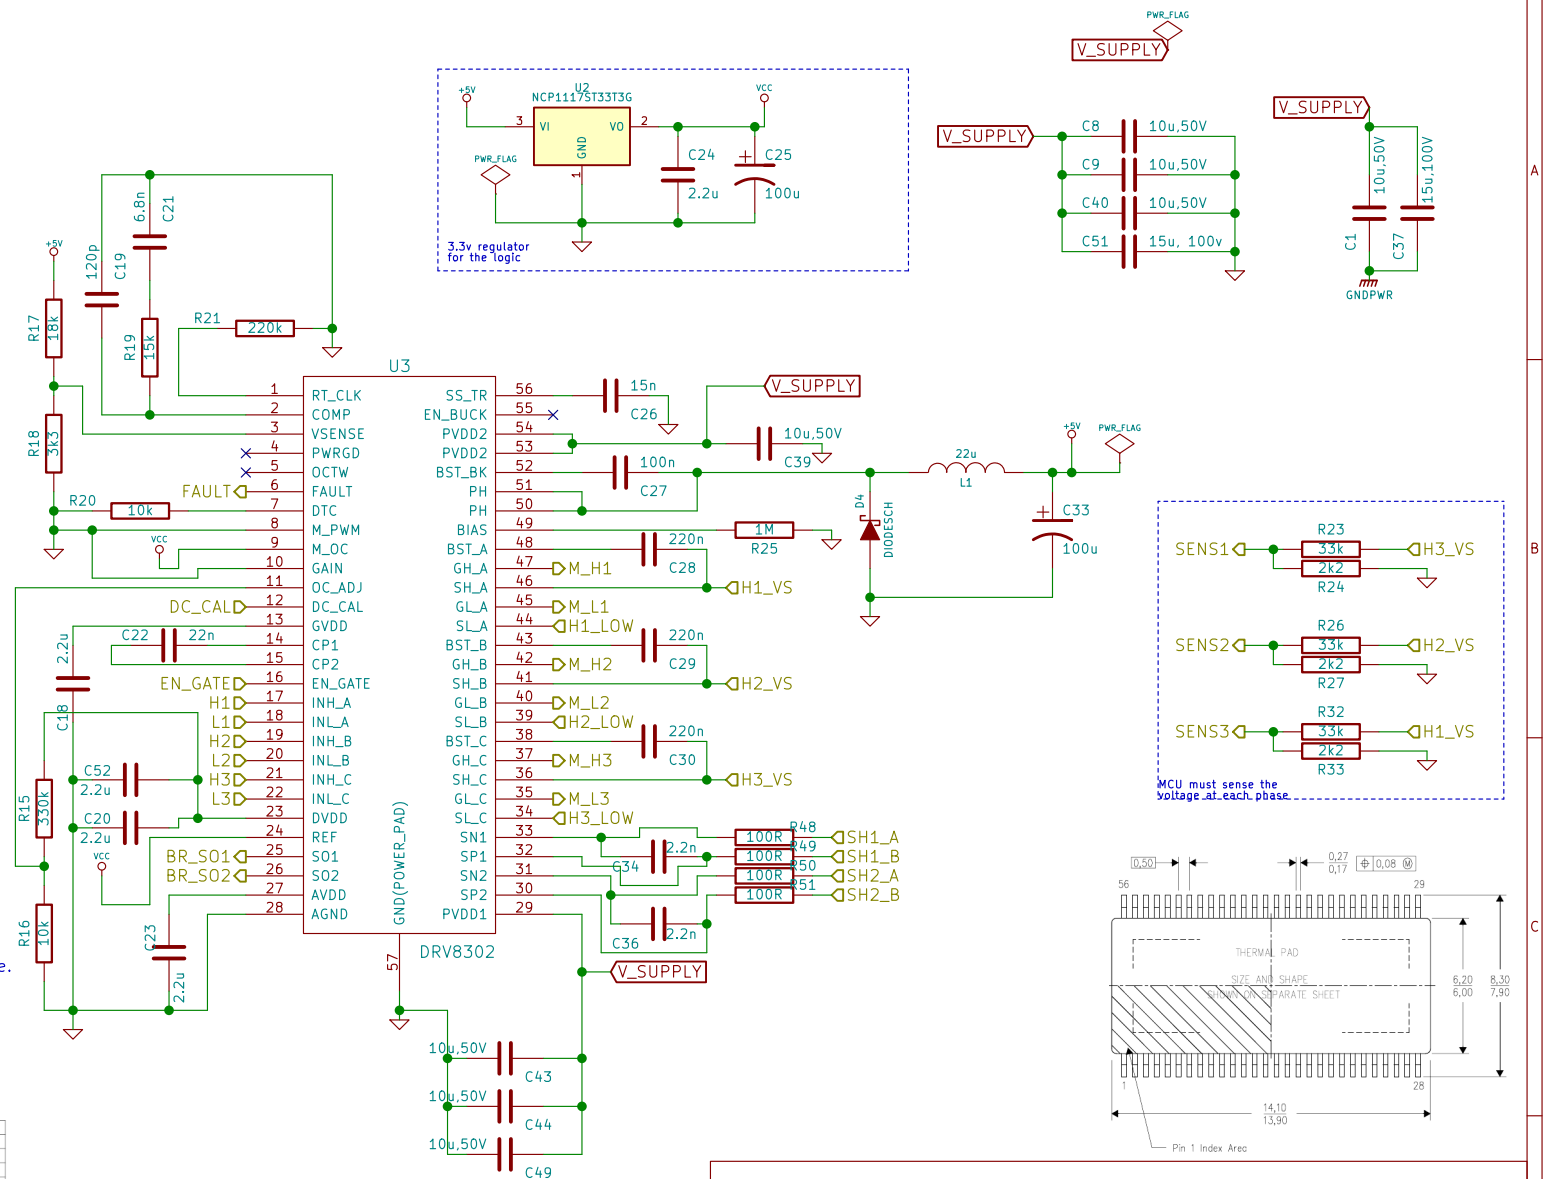 PWR_FLAG
V_SUPPLY
U2
NCP1117ST33T3G
+5V
3
VI
VO
2
GND
1
VCC
PWR_FLAG
C24
2.2u
C25
100u
3.3v regulator
for the logic
V_SUPPLY
C8
10u,50V
C9
10u,50V
C40
10u,50V
C51
15u, 100v
V_SUPPLY
10u,50V
C1
15u,100V
C37
GNDPWR
A
B
C
+5V
R17
18k
R18
3k3
120p
C19
6.8n
C21
R19
15k
R21
220k
R20
10k
VCC
U3
1
RT_CLK
2
COMP
3
VSENSE
4
PWRGD
5
OCTW
FAULT
6
FAULT
7
DTC
8
M_PWM
9
M_OC
10
GAIN
11
OC_ADJ
DC_CAL
12
DC_CAL
13
GVDD
C22
22n
14
CP1
15
CP2
EN_GATE
16
EN_GATE
H1
17
INH_A
L1
18
INL_A
H2
19
INH_B
L2
20
INL_B
H3
21
INH_C
L3
22
INL_C
23
DVDD
24
REF
BR_SO1
25
SO1
BR_SO2
26
SO2
27
AVDD
28
AGND
2.2u
C18
C52
2.2u
C20
2.2u
VCC
R15
330k
R16
10k
C23
2.2u
e.
GND(POWER_PAD)
57
DRV8302
SS_TR
56
15n
C26
EN_BUCK
55
PVDD2
54
PVDD2
53
V_SUPPLY
10u,50V
C39
BST_BK
52
100n
C27
PH
51
PH
50
BIAS
49
1M
R25
BST_A
48
220n
C28
GH_A
47
M_H1
SH_A
46
H1_VS
GL_A
45
M_L1
SL_A
44
H1_LOW
BST_B
43
220n
C29
GH_B
42
M_H2
SH_B
41
H2_VS
GL_B
40
M_L2
SL_B
39
H2_LOW
BST_C
38
220n
C30
GH_C
37
M_H3
SH_C
36
H3_VS
GL_C
35
M_L3
SL_C
34
H3_LOW
SN1
33
SP1
32
SN2
31
SP2
30
PVDD1
29
2.2n
C34
2.2n
C36
R48
100R
SH1_A
R49
100R
SH1_B
R50
100R
SH2_A
R51
100R
SH2_B
V_SUPPLY
10u,50V
C43
10u,50V
C44
10u,50V
C49
D4
DIODESCH
22u
L1
+5V
PWR_FLAG
C33
100u
SENS1
R23
33k
2k2
R24
H3_VS
SENS2
R26
33k
2k2
R27
H2_VS
SENS3
R32
33k
2k2
R33
H1_VS
MCU must sense the
voltage at each phase
0,50
0,27
0,17
0,08 M
56
29
THERMAL PAD
SIZE AND SHAPE
SHOWN ON SEPARATE SHEET
6,20
6,00
8,30
7,90
1
28
14,10
13,90
Pin 1 Index Area